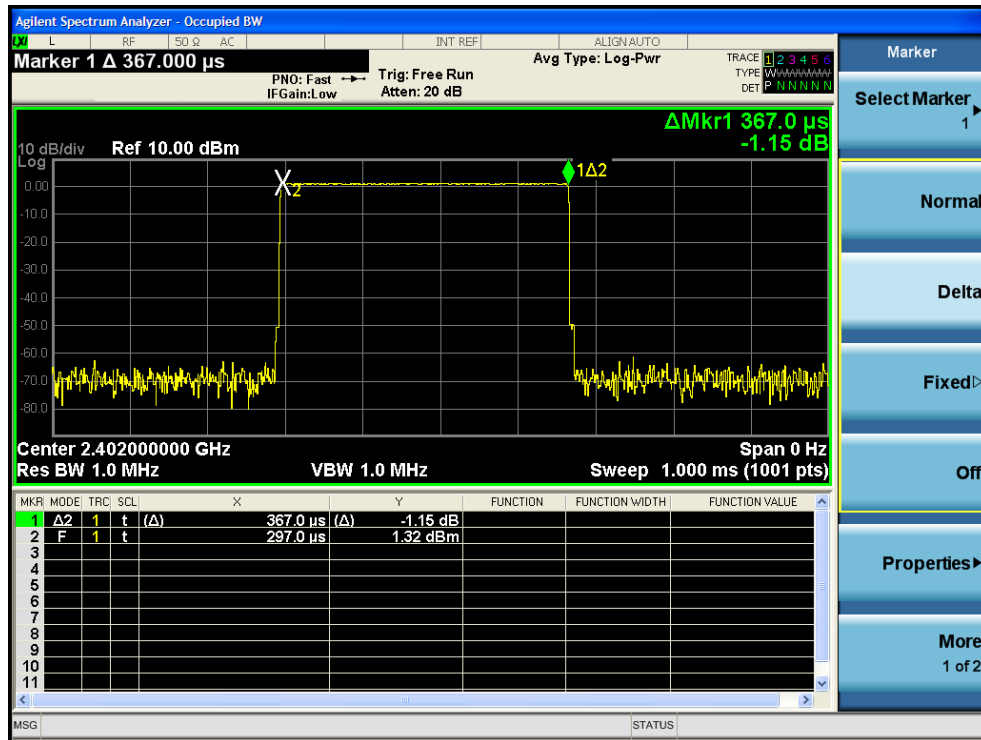 Agilent Spectrum Analyzer - Occupied BW
LXI L RF 50 Ω AC INT REF ALIGN AUTO
Marker 1 Δ 367.000 µs
PNO: Fast
IFGain:Low
Trig: Free Run
Atten: 20 dB
Avg Type: Log-Pwr
TRACE 1 2 3 4 5 6
TYPE WWWWWW
DET P N N N N N
ΔMkr1 367.0 µs
-1.15 dB
10 dB/div Ref 10.00 dBm
Log
1Δ2
2
0.00
-10.0
-20.0
-30.0
-40.0
-50.0
-60.0
-70.0
-80.0
Center 2.402000000 GHz Span 0 Hz
Res BW 1.0 MHz VBW 1.0 MHz Sweep 1.000 ms (1001 pts)
MKR MODE TRC SCL X Y FUNCTION FUNCTION WIDTH FUNCTION VALUE
1 Δ2 1 t (Δ) 367.0 µs (Δ) -1.15 dB
2 F 1 t 297.0 µs 1.32 dBm
3
4
5
6
7
8
9
10
11
MSG STATUS
Marker
Select Marker
1
Normal
Delta
Fixed
Off
Properties
More
1 of 2